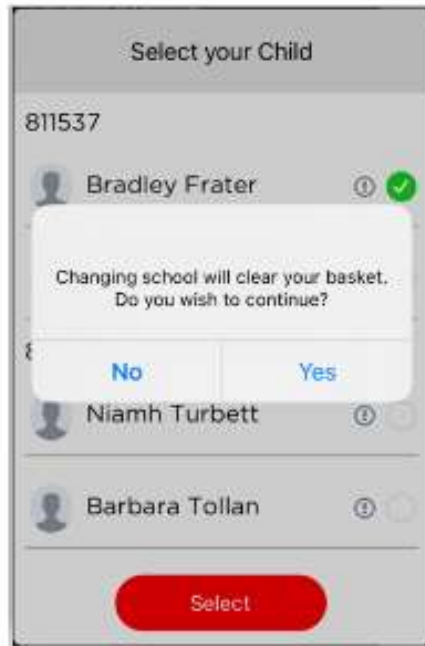 Select your Child
811537
Bradley Frater
Changing school will clear your basket.
Do you wish to continue?
No
Yes
Niamh Turbett
Barbara Tollan
Select